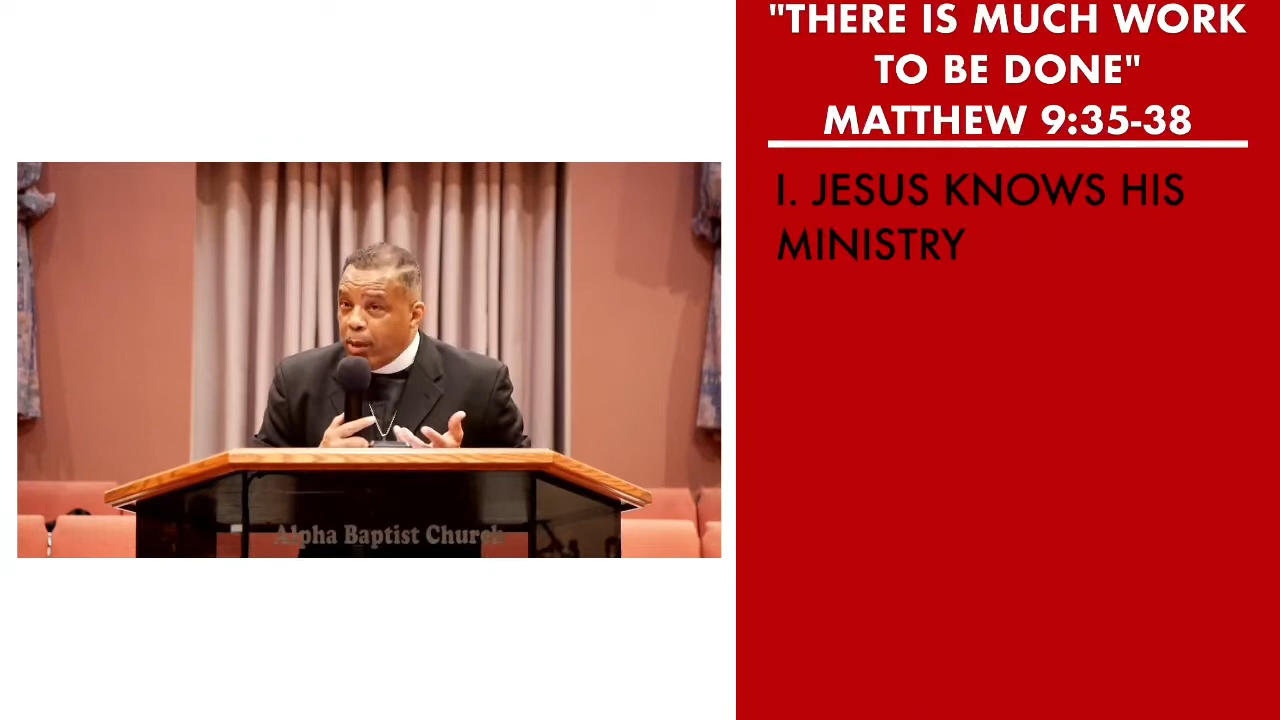 "THERE IS MUCH WORK
TO BE DONE"
MATTHEW 9:35-38
I. JESUS KNOWS HIS
MINISTRY
Alpha Baptist Church